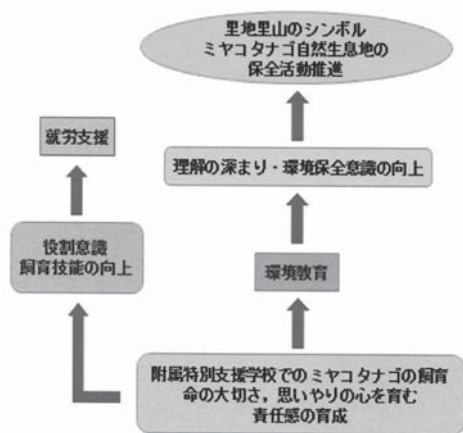 里地里山のシンボル
ミヤコタナゴ自然生息地の
保全活動推進
就労支援
理解の深まり・環境保全意識の向上
役割意識
飼育技能の向上
環境教育
附属特別支援学校でのミヤコタナゴの飼育
命の大切さ，思いやりの心を育む
責任感の育成